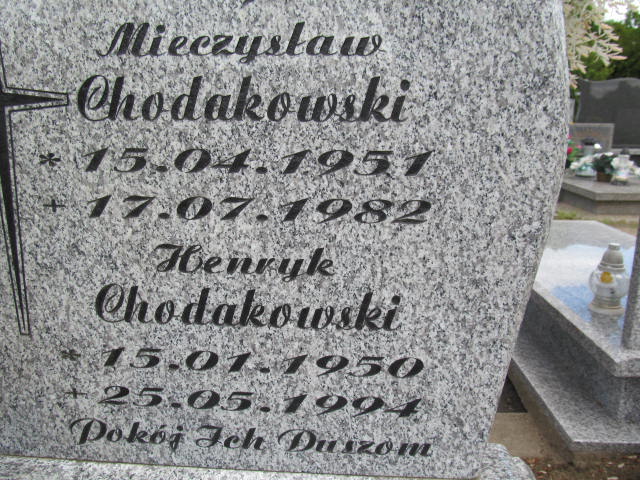 Mieczysław
Chodakowski
* 15.04.1951
+ 17.07.1982
Henryk
Chodakowski
* 15.01.1950
+ 25.05.1994
Pokój Ich Duszom